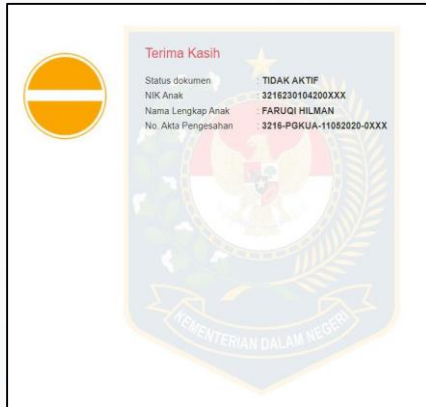 Terima Kasih
Status dokumen : TIDAK AKTIF
NIK Anak : 3216230104200XXX
Nama Lengkap Anak : FARUQI HILMAN
No. Akta Pengesahan : 3216-PGKUA-11052020-0XXX
KEMENTERIAN DALAM NEGERI